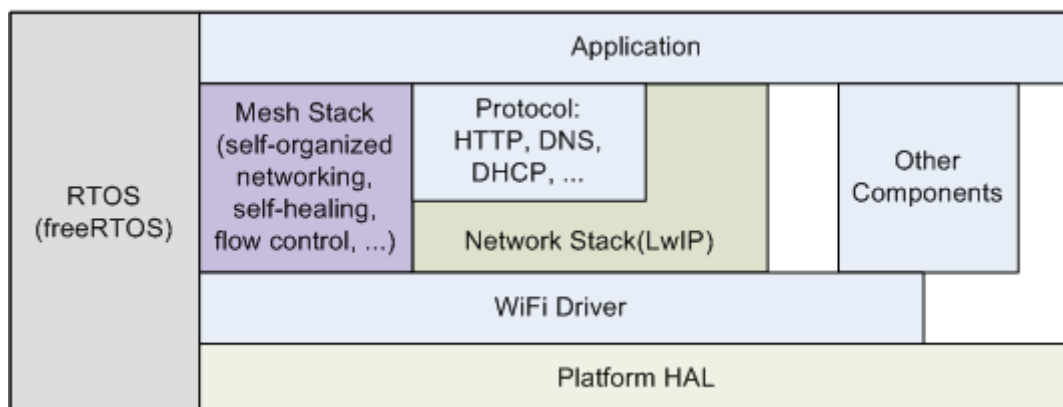 Application
RTOS
(freeRTOS)
Mesh Stack
(self-organized
networking,
self-healing,
flow control, ...)
Protocol:
HTTP, DNS,
DHCP, ...
Network Stack(LwIP)
Other
Components
WiFi Driver
Platform HAL